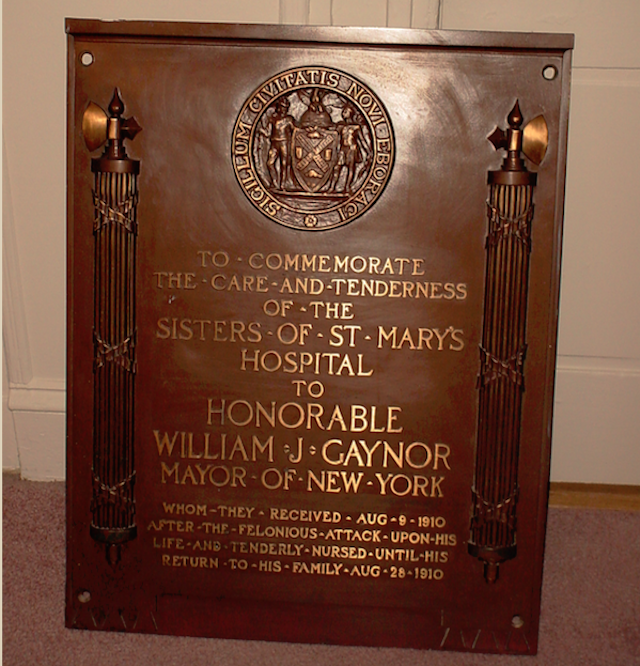 SIGILLUM CIVITATIS NOVI EBORACI
TO - COMMEMORATE
THE - CARE - AND - TENDERNESS
OF - THE
SISTERS - OF - ST - MARY'S
HOSPITAL
TO
HONORABLE
WILLIAM - J - GAYNOR
MAYOR - OF - NEW - YORK
WHOM - THEY - RECEIVED - AUG - 9 - 1910
AFTER - THE - FELONIOUS - ATTACK - UPON - HIS
LIFE - AND - TENDERLY - NURSED - UNTIL - HIS
RETURN - TO - HIS - FAMILY - AUG - 28 - 1910